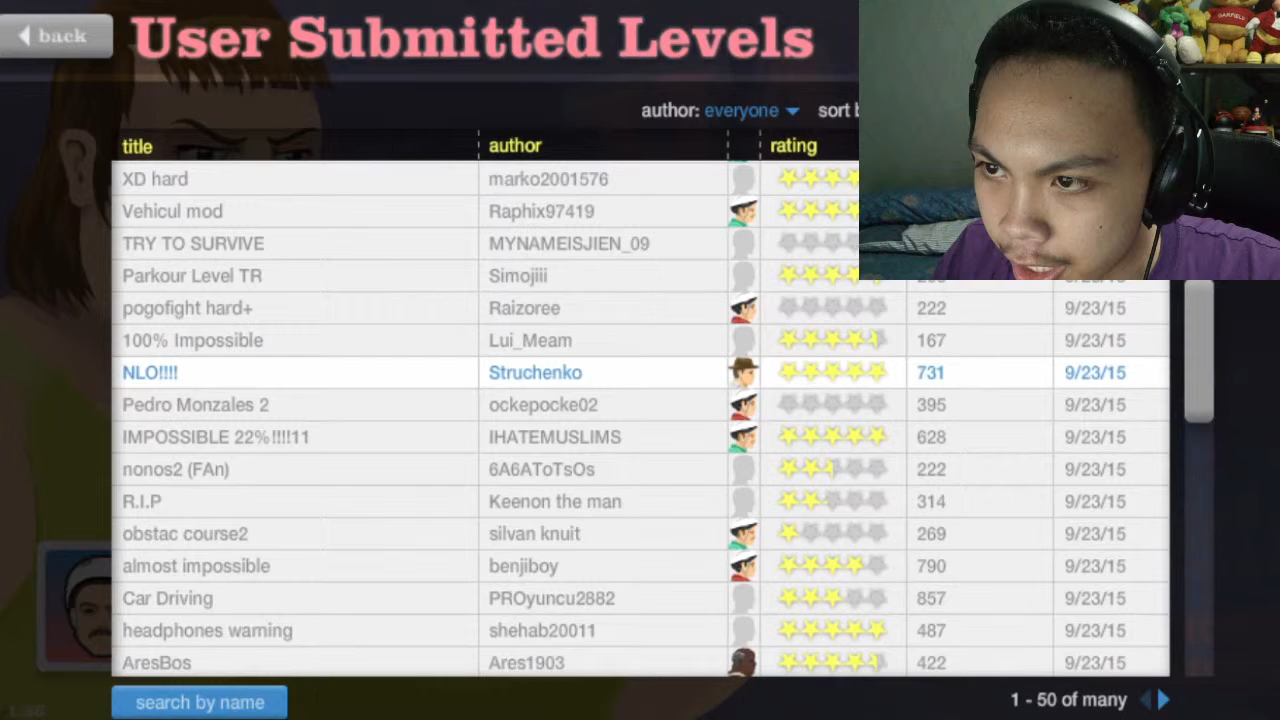 back
User Submitted Levels
author: everyone sort b
title author rating
XD hard marko2001576
Vehicul mod Raphix97419
TRY TO SURVIVE MYNAMEISJIEN_09
Parkour Level TR Simojiii
pogofight hard+ Raizoree 222 9/23/15
100% Impossible Lui_Meam 167 9/23/15
NLO!!!! Struchenko 731 9/23/15
Pedro Monzales 2 ockepocke02 395 9/23/15
IMPOSSIBLE 22%!!!!11 IHATEMUSLIMS 628 9/23/15
nonos2 (FAn) 6A6AToTsOs 222 9/23/15
R.I.P Keenon the man 314 9/23/15
obstac course2 silvan knuit 269 9/23/15
almost impossible benjiboy 790 9/23/15
Car Driving PROyuncu2882 857 9/23/15
headphones warning shehab20011 487 9/23/15
AresBos Ares1903 422 9/23/15
search by name 1 - 50 of many